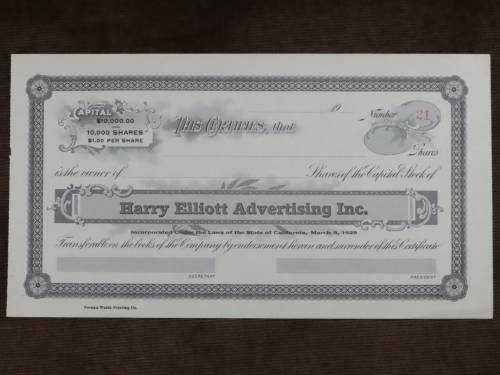 CAPITAL
$10,000.00
10,000 SHARES
$1.00 PER SHARE
19
Number
21
This Certifies, that
Shares
is the owner of
Shares of the Capital Stock of
Harry Elliott Advertising Inc.
Incorporated Under the Laws of the State of California, March 9, 1929
Transferable on the books of the Company by endorsement hereon and surrender of this Certificate
SECRETARY
PRESIDENT
Printing Co.